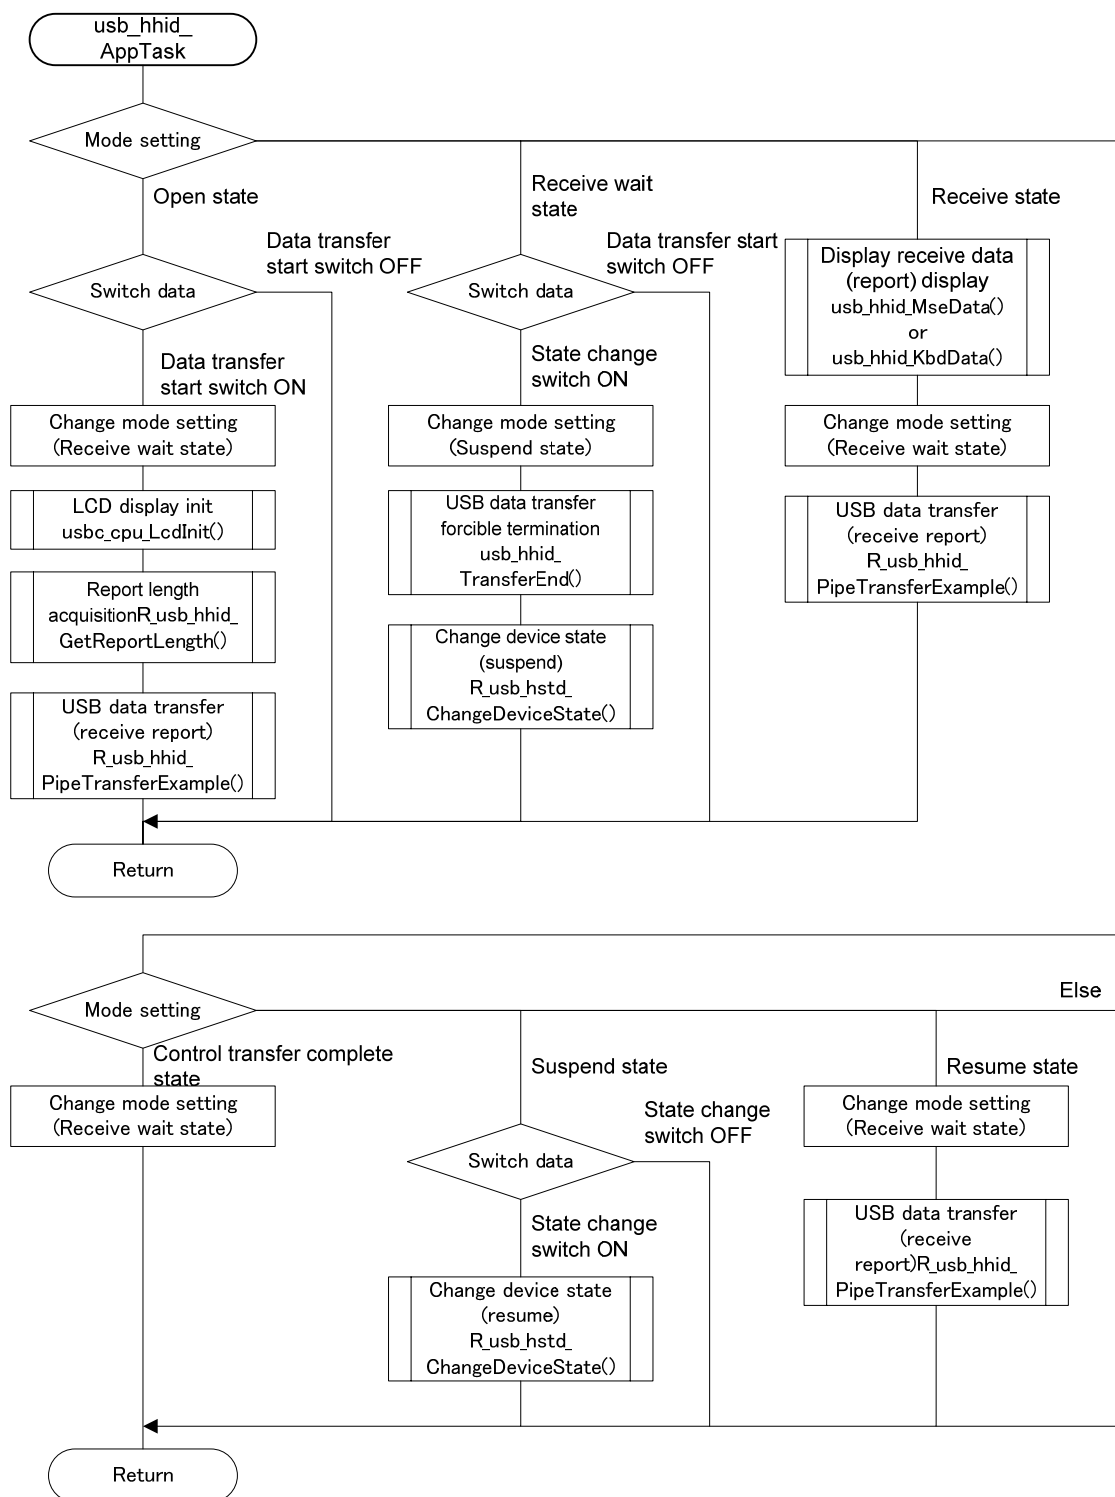 usb_hhid_
AppTask
Mode setting
Open state
Receive wait
state
Receive state
Data transfer
start switch OFF
Data transfer start
switch OFF
Switch data
Switch data
Display receive data
(report) display
usb_hhid_MseData()
or
usb_hhid_KbdData()
Data transfer
start switch ON
State change
switch ON
Change mode setting
(Receive wait state)
Change mode setting
(Suspend state)
Change mode setting
(Receive wait state)
LCD display init
usbc_cpu_LcdInit()
USB data transfer
forcible termination
usb_hhid_
TransferEnd()
USB data transfer
(receive report)
R_usb_hhid_
PipeTransferExample()
Report length
acquisitionR_usb_hhid_
GetReportLength()
Change device state
(suspend)
R_usb_hstd_
ChangeDeviceState()
USB data transfer
(receive report)
R_usb_hhid_
PipeTransferExample()
Return
Mode setting
Else
Control transfer complete
state
Suspend state
Resume state
Change mode setting
(Receive wait state)
State change
switch OFF
Change mode setting
(Receive wait state)
Switch data
State change
switch ON
USB data transfer
(receive
report)R_usb_hhid_
PipeTransferExample()
Change device state
(resume)
R_usb_hstd_
ChangeDeviceState()
Return